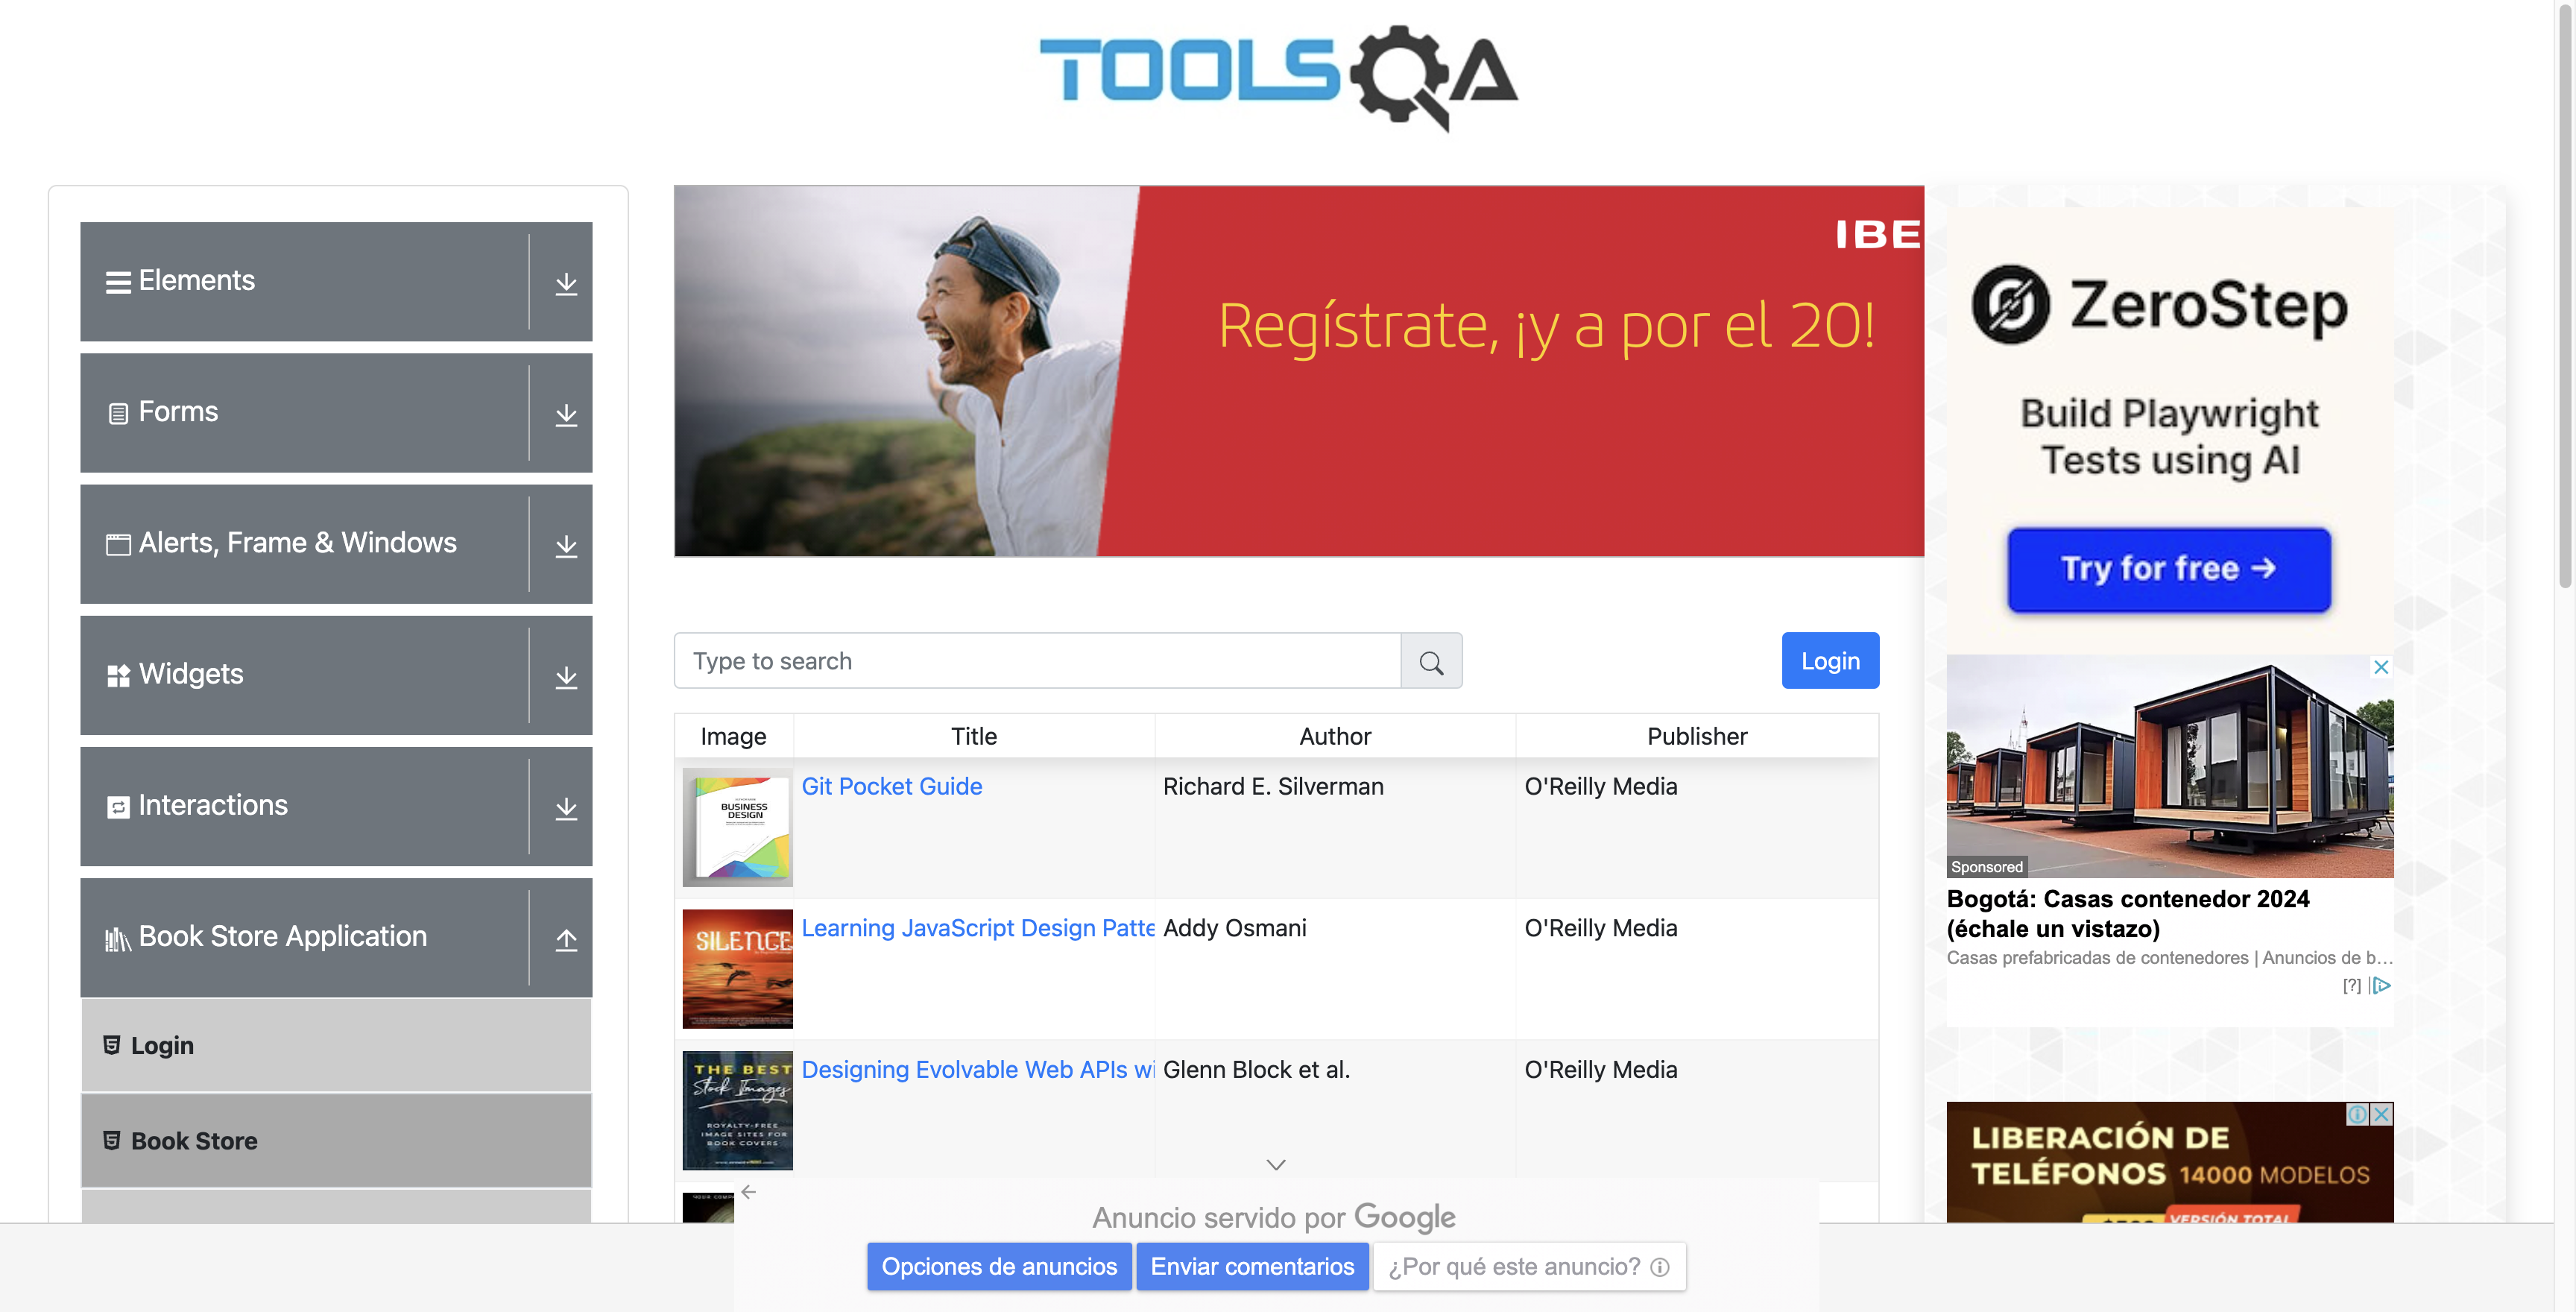 TOOLSQA
Elements
Forms
Alerts, Frame & Windows
Widgets
Interactions
Book Store Application
Login
Book Store
IBE
Regístrate, ¡y a por el 20!
Type to search
Login
Image Title Author Publisher
BUSINESS
DESIGN
Git Pocket Guide Richard E. Silverman O'Reilly Media
SILENCE
Learning JavaScript Design Patte Addy Osmani O'Reilly Media
THE BEST
Stock Images
ROYALTY-FREE
IMAGE SITES FOR
BOOK COVERS
Designing Evolvable Web APIs wi Glenn Block et al. O'Reilly Media
ZeroStep
Build Playwright
Tests using AI
Try for free →
Sponsored
Bogotá: Casas contenedor 2024
(échale un vistazo)
Casas prefabricadas de contenedores | Anuncios de b...
[?]
LIBERACIÓN DE
TELÉFONOS 14000 MODELOS
VERSIÓN TOTAL
Anuncio servido por Google
Opciones de anuncios
Enviar comentarios
¿Por qué este anuncio?